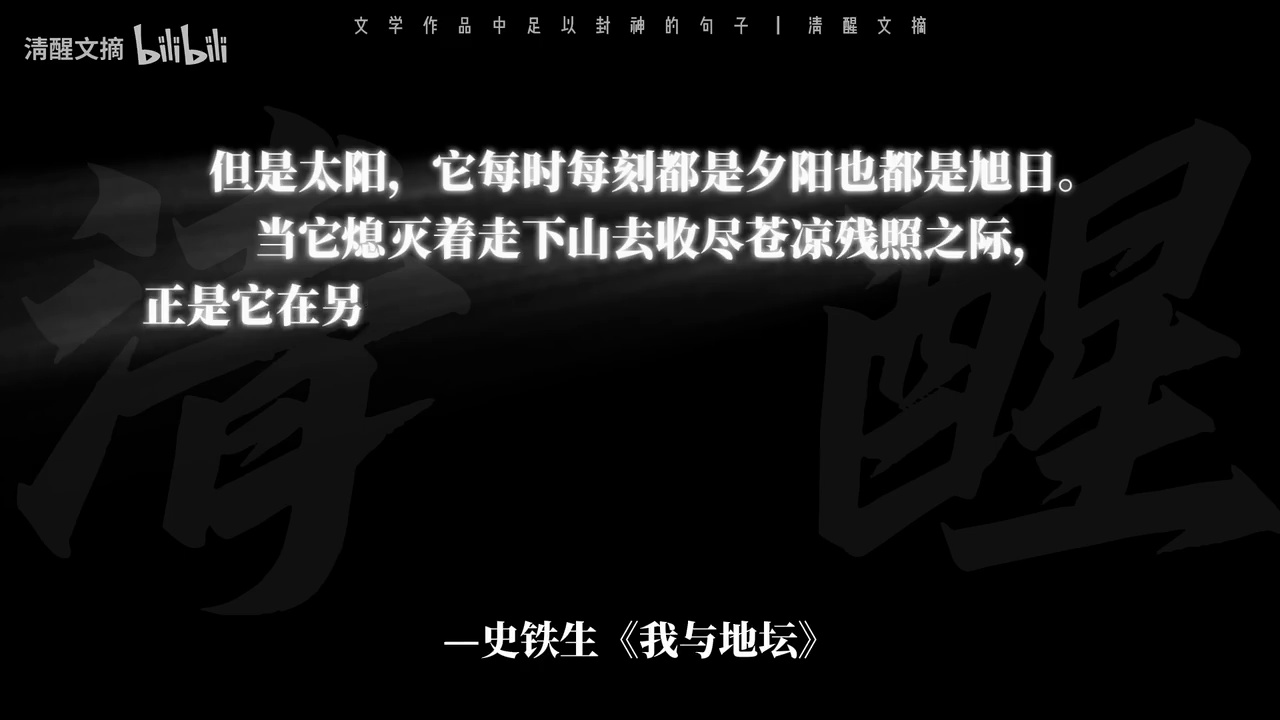 文学作品中足以封神的句子 | 清醒文摘
清醒文摘 bilibili
但是太阳，它每时每刻都是夕阳也都是旭日。
当它熄灭着走下山去收尽苍凉残照之际，
正是它在另
清醒
—史铁生《我与地坛》